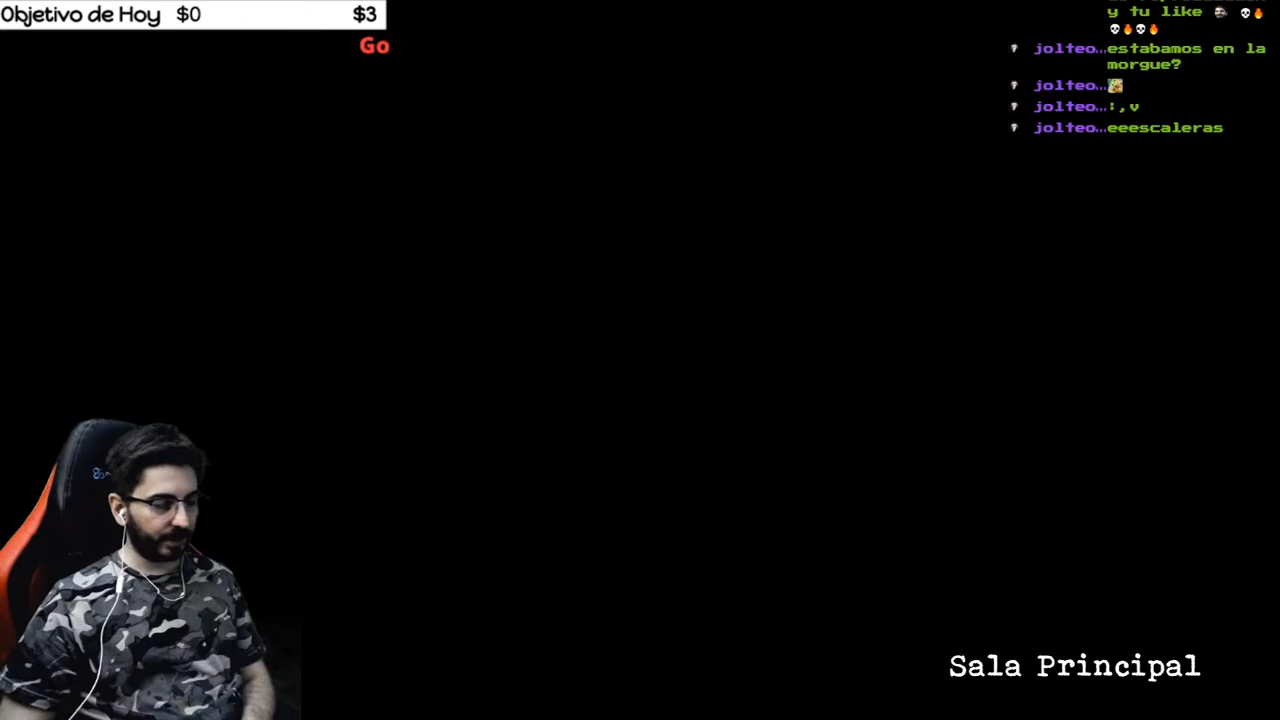 Objetivo de Hoy $0 $3
Go
y tu like
jolteo…estabamos en la
morgue?
jolteo…
jolteo…:,v
jolteo…eeescaleras
Sala Principal